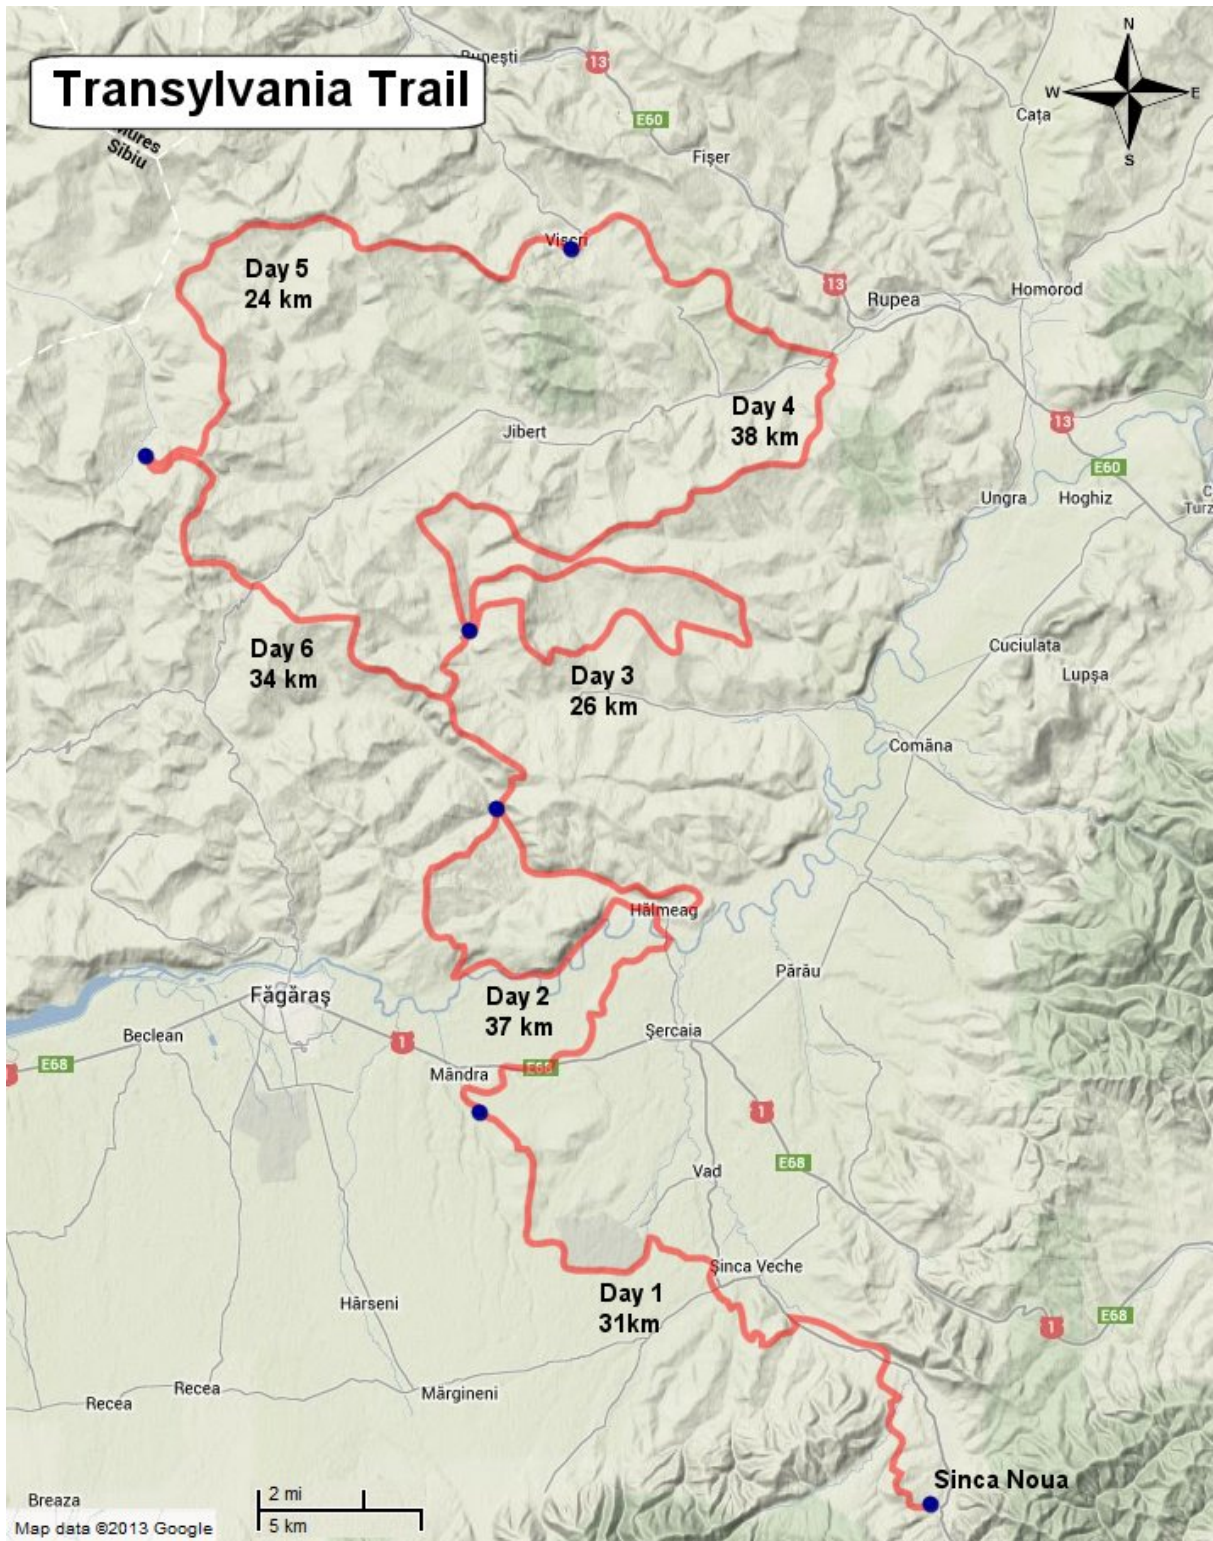 Bunești
13
Transylvania Trail
N
W
E
S
E60
Cața
Mureș
Sibiu
Fișer
Viscri
Day 5
24 km
13
Rupea
Homorod
Day 4
38 km
13
Jibert
E60
Ungra
Hoghiz
Day 6
34 km
Day 3
26 km
Cuciulata
Lupșa
Comăna
Hălmeag
Părău
Făgăraș
Day 2
37 km
Beclean
Șercaia
1
E68
Mândra
E68
1
E68
Vad
Șinca Veche
Day 1
31km
Hârseni
1
E68
Recea
Recea
Mărgineni
Sinca Noua
Breaza
2 mi
5 km
Map data ©2013 Google